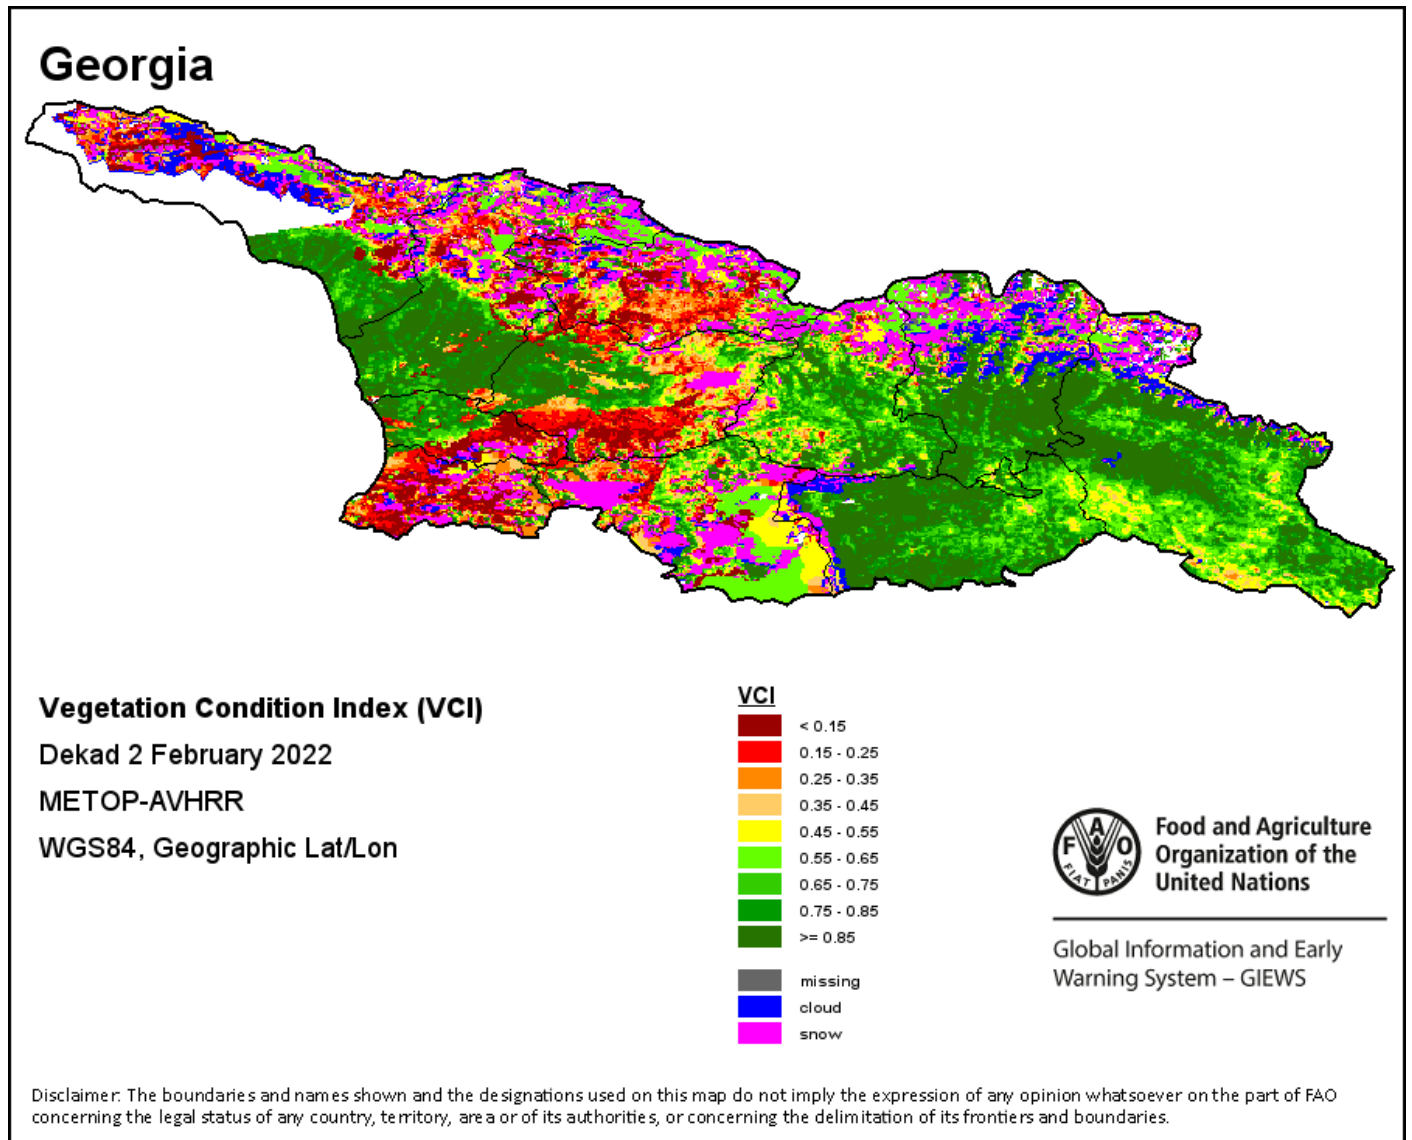 Georgia
Vegetation Condition Index (VCI)
Dekad 2 February 2022
METOP-AVHRR
WGS84, Geographic Lat/Lon
VCI
< 0.15
0.15 - 0.25
0.25 - 0.35
0.35 - 0.45
0.45 - 0.55
0.55 - 0.65
0.65 - 0.75
0.75 - 0.85
>= 0.85
missing
cloud
snow
F A O
FIAT PANIS
Food and Agriculture
Organization of the
United Nations
Global Information and Early
Warning System – GIEWS
Disclaimer: The boundaries and names shown and the designations used on this map do not imply the expression of any opinion whatsoever on the part of FAO
concerning the legal status of any country, territory, area or of its authorities, or concerning the delimitation of its frontiers and boundaries.